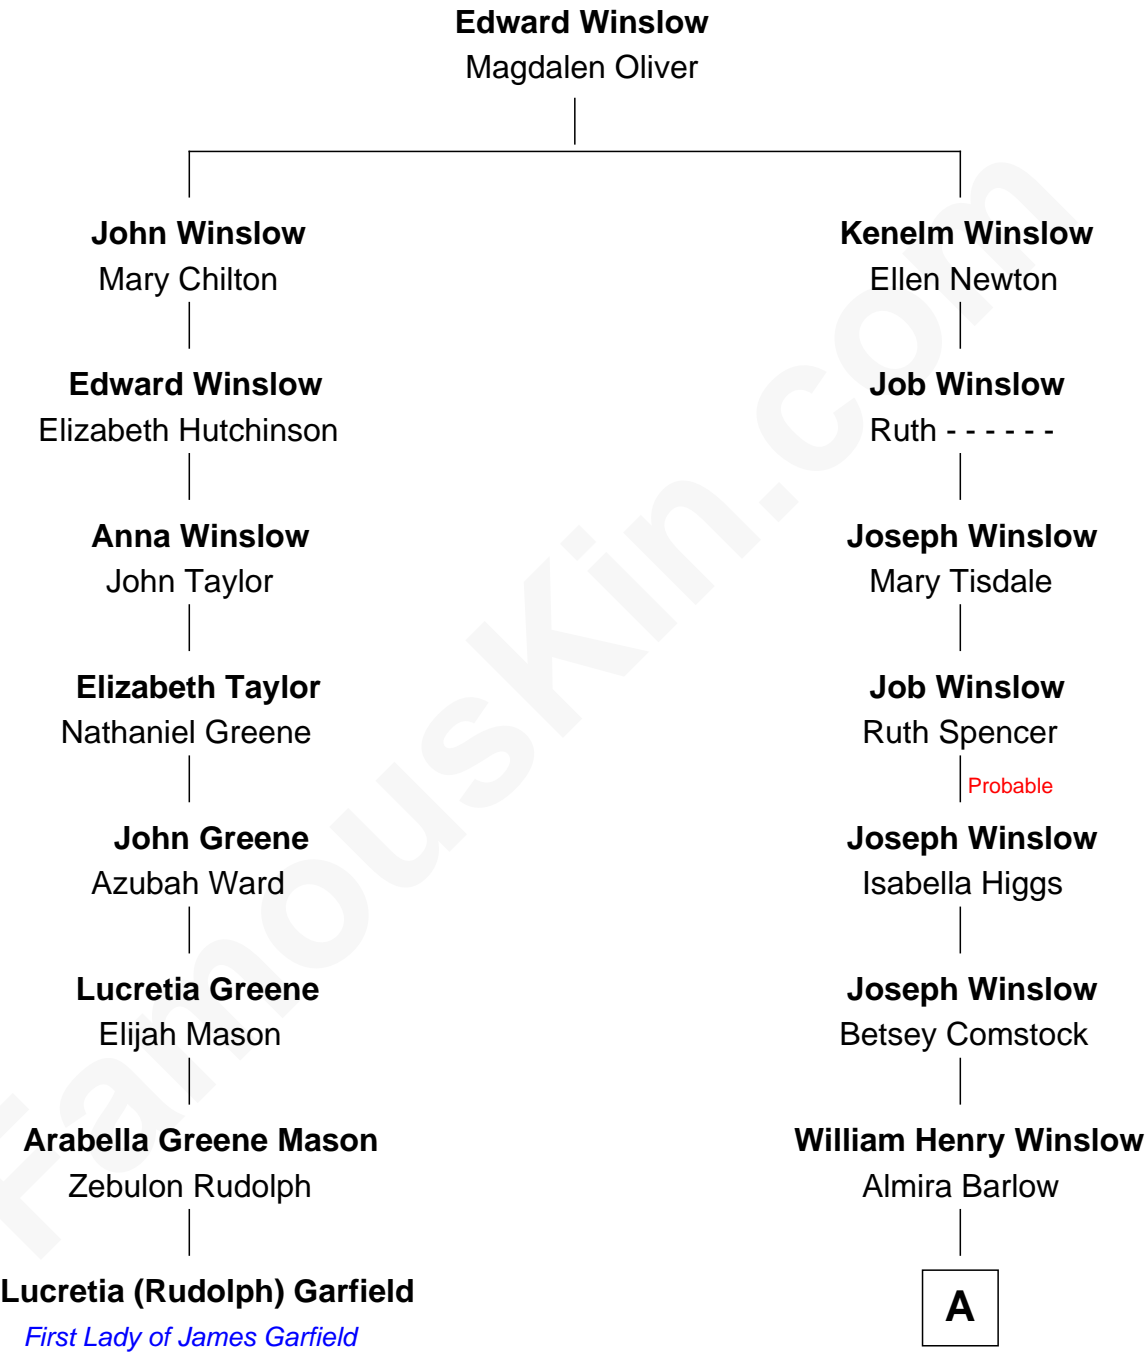 Edward Winslow
Magdalen Oliver
John Winslow
Mary Chilton
Kenelm Winslow
Ellen Newton
Edward Winslow
Elizabeth Hutchinson
Job Winslow
Ruth - - - - - -
Anna Winslow
John Taylor
Joseph Winslow
Mary Tisdale
Elizabeth Taylor
Nathaniel Greene
Job Winslow
Ruth Spencer
Probable
John Greene
Azubah Ward
Joseph Winslow
Isabella Higgs
Lucretia Greene
Elijah Mason
Joseph Winslow
Betsey Comstock
Arabella Greene Mason
Zebulon Rudolph
William Henry Winslow
Almira Barlow
Lucretia (Rudolph) Garfield
First Lady of James Garfield
A
FamousKin.com